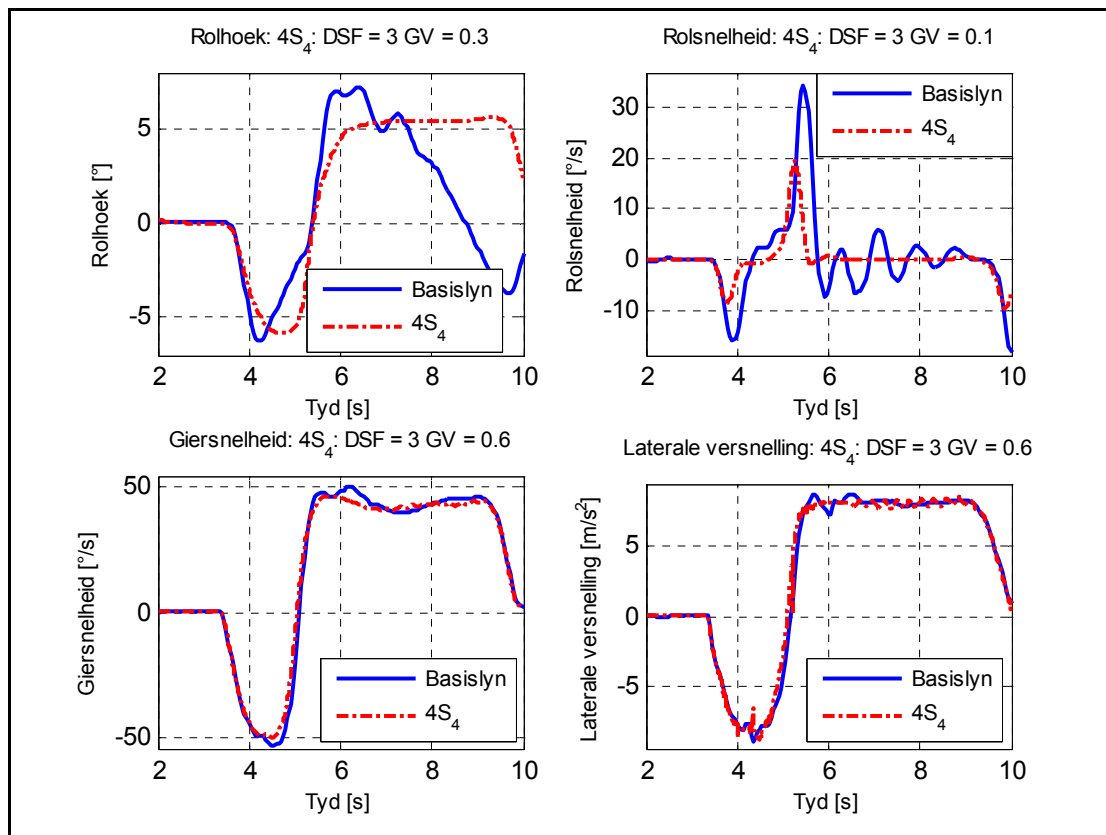 Rolhoek: 4S₄: DSF = 3 GV = 0.3
Rolhoek [°]
5
0
-5
2 4 6 8 10
Tyd [s]
Basislyn
4S₄
Rolsnelheid: 4S₄: DSF = 3 GV = 0.1
Rolsnelheid [°/s]
30
20
10
0
-10
2 4 6 8 10
Tyd [s]
Basislyn
4S₄
Giersnelheid: 4S₄: DSF = 3 GV = 0.6
Giersnelheid [°/s]
50
0
-50
2 4 6 8 10
Tyd [s]
Basislyn
4S₄
Laterale versnelling: 4S₄: DSF = 3 GV = 0.6
Laterale versnelling [m/s²]
5
0
-5
2 4 6 8 10
Tyd [s]
Basislyn
4S₄